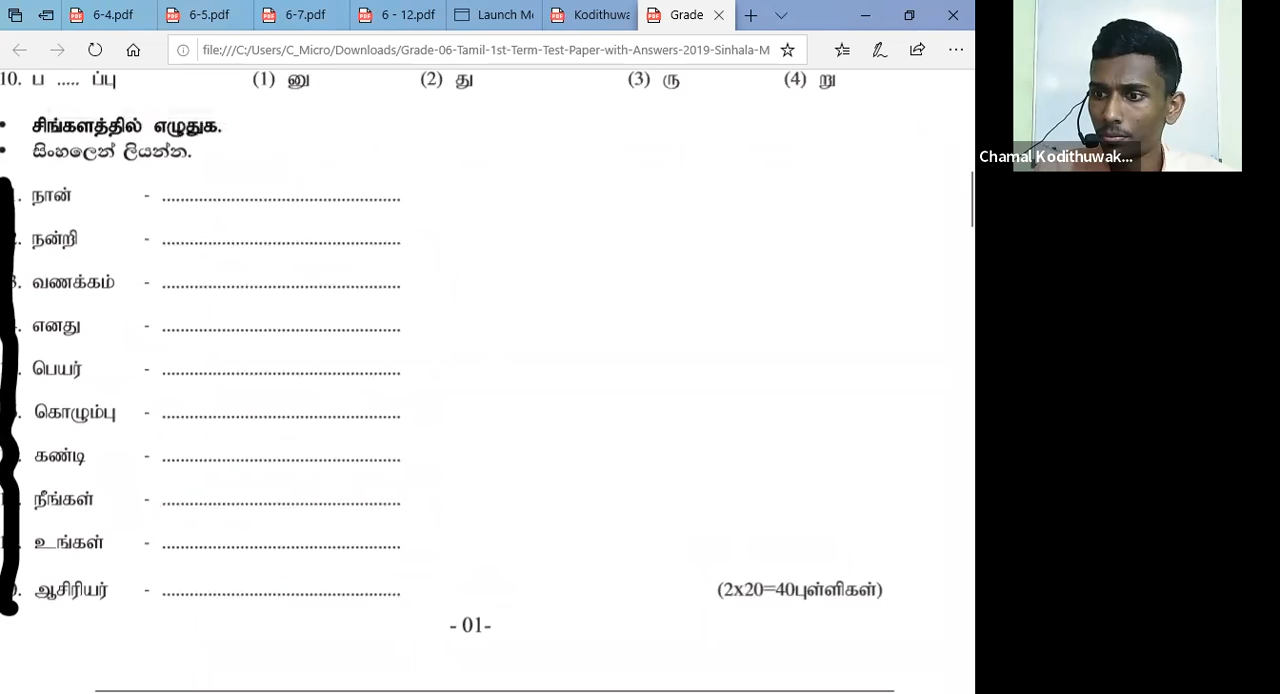 6-4.pdf 6-5.pdf 6-7.pdf 6 - 12.pdf Launch Me Kodithuwa Grade
file:///C:/Users/C_Micro/Downloads/Grade-06-Tamil-1st-Term-Test-Paper-with-Answers-2019-Sinhala-M
10. ப ..... ப்பு (1) னு (2) து (3) ரு (4) று
• சிங்களத்தில் எழுதுக.
• සිංහලෙන් ලියන්න.
நான் - ....................................................
நன்றி - ....................................................
வணக்கம் - ....................................................
எனது - ....................................................
பெயர் - ....................................................
கொழும்பு - ....................................................
கண்டி - ....................................................
நீங்கள் - ....................................................
உங்கள் - ....................................................
ஆசிரியர் - .................................................... (2x20=40புள்ளிகள்)
- 01-
Chamal Kodithuwak...